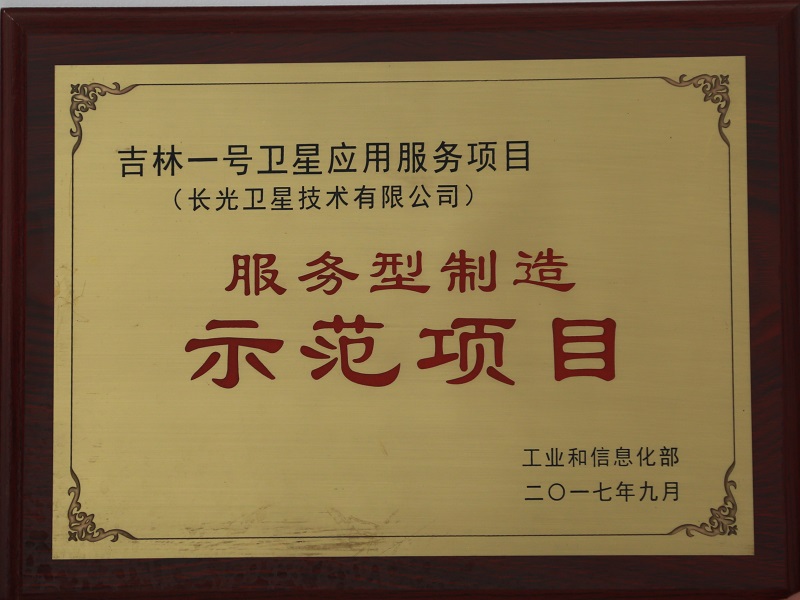 吉林一号卫星应用服务项目
（长光卫星技术有限公司）
服务型制造
示范项目
工业和信息化部
二〇一七年九月